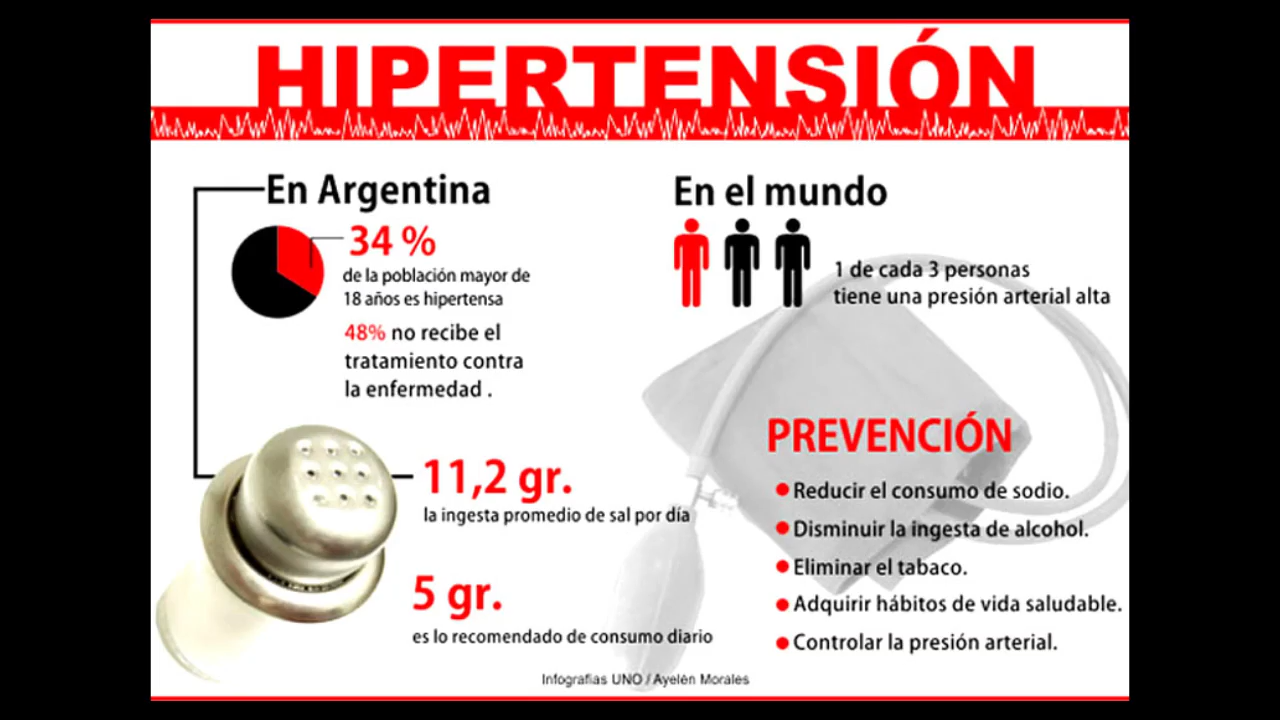 HIPERTENSIÓN
En Argentina
34 %
de la población mayor de
18 años es hipertensa
48% no recibe el
tratamiento contra
la enfermedad .
11,2 gr.
la ingesta promedio de sal por día
5 gr.
es lo recomendado de consumo diario
En el mundo
1 de cada 3 personas
tiene una presión arterial alta
PREVENCIÓN
Reducir el consumo de sodio.
Disminuir la ingesta de alcohol.
Eliminar el tabaco.
Adquirir hábitos de vida saludable.
Controlar la presión arterial.
Infografías UNO / Ayelén Morales